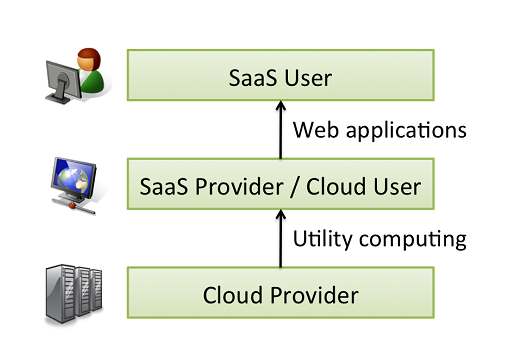 SaaS User
Web applications
SaaS Provider / Cloud User
Utility computing
Cloud Provider